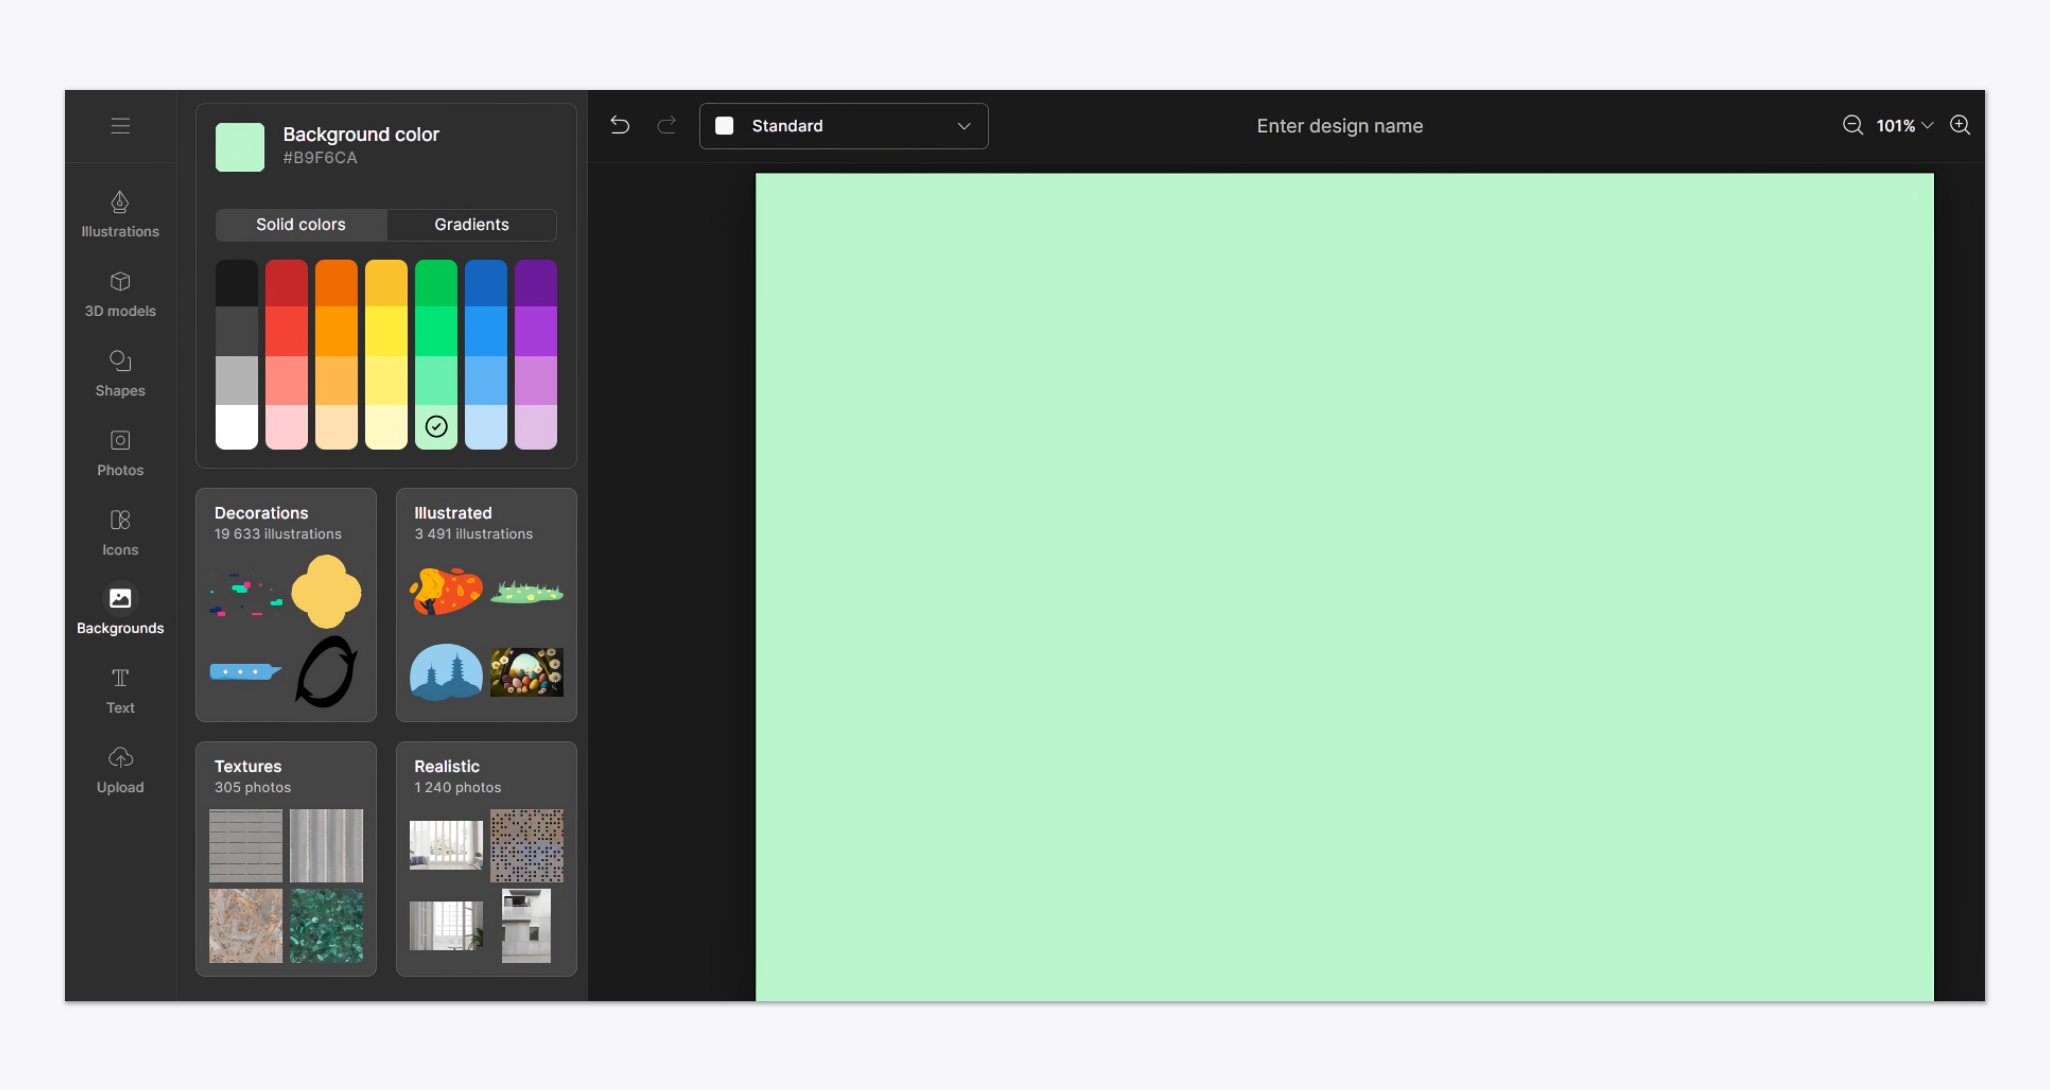 Illustrations
3D models
Shapes
Photos
Icons
Backgrounds
Text
Upload
Background color
#B9F6CA
Solid colors
Gradients
Decorations
19 633 illustrations
Illustrated
3 491 illustrations
Textures
305 photos
Realistic
1 240 photos
Standard
Enter design name
101%